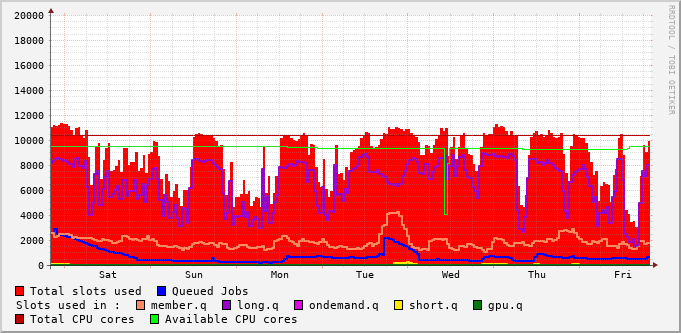 RRDTOOL / TOBI OETIKER
20000
18000
16000
14000
12000
10000
8000
6000
4000
2000
0
Sat Sun Mon Tue Wed Thu Fri
Total slots used Queued Jobs
Slots used in : member.q long.q ondemand.q short.q gpu.q
Total CPU cores Available CPU cores